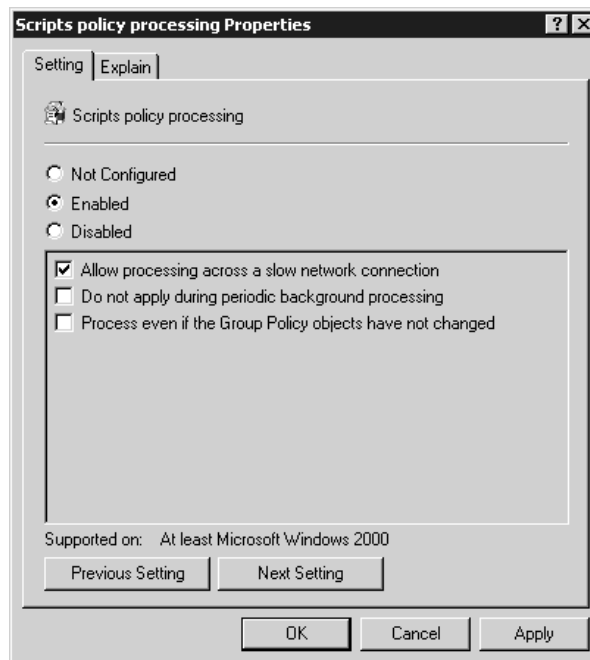 Scripts policy processing Properties
Setting Explain
Scripts policy processing
Not Configured
Enabled
Disabled
Allow processing across a slow network connection
Do not apply during periodic background processing
Process even if the Group Policy objects have not changed
Supported on: At least Microsoft Windows 2000
Previous Setting Next Setting
OK Cancel Apply